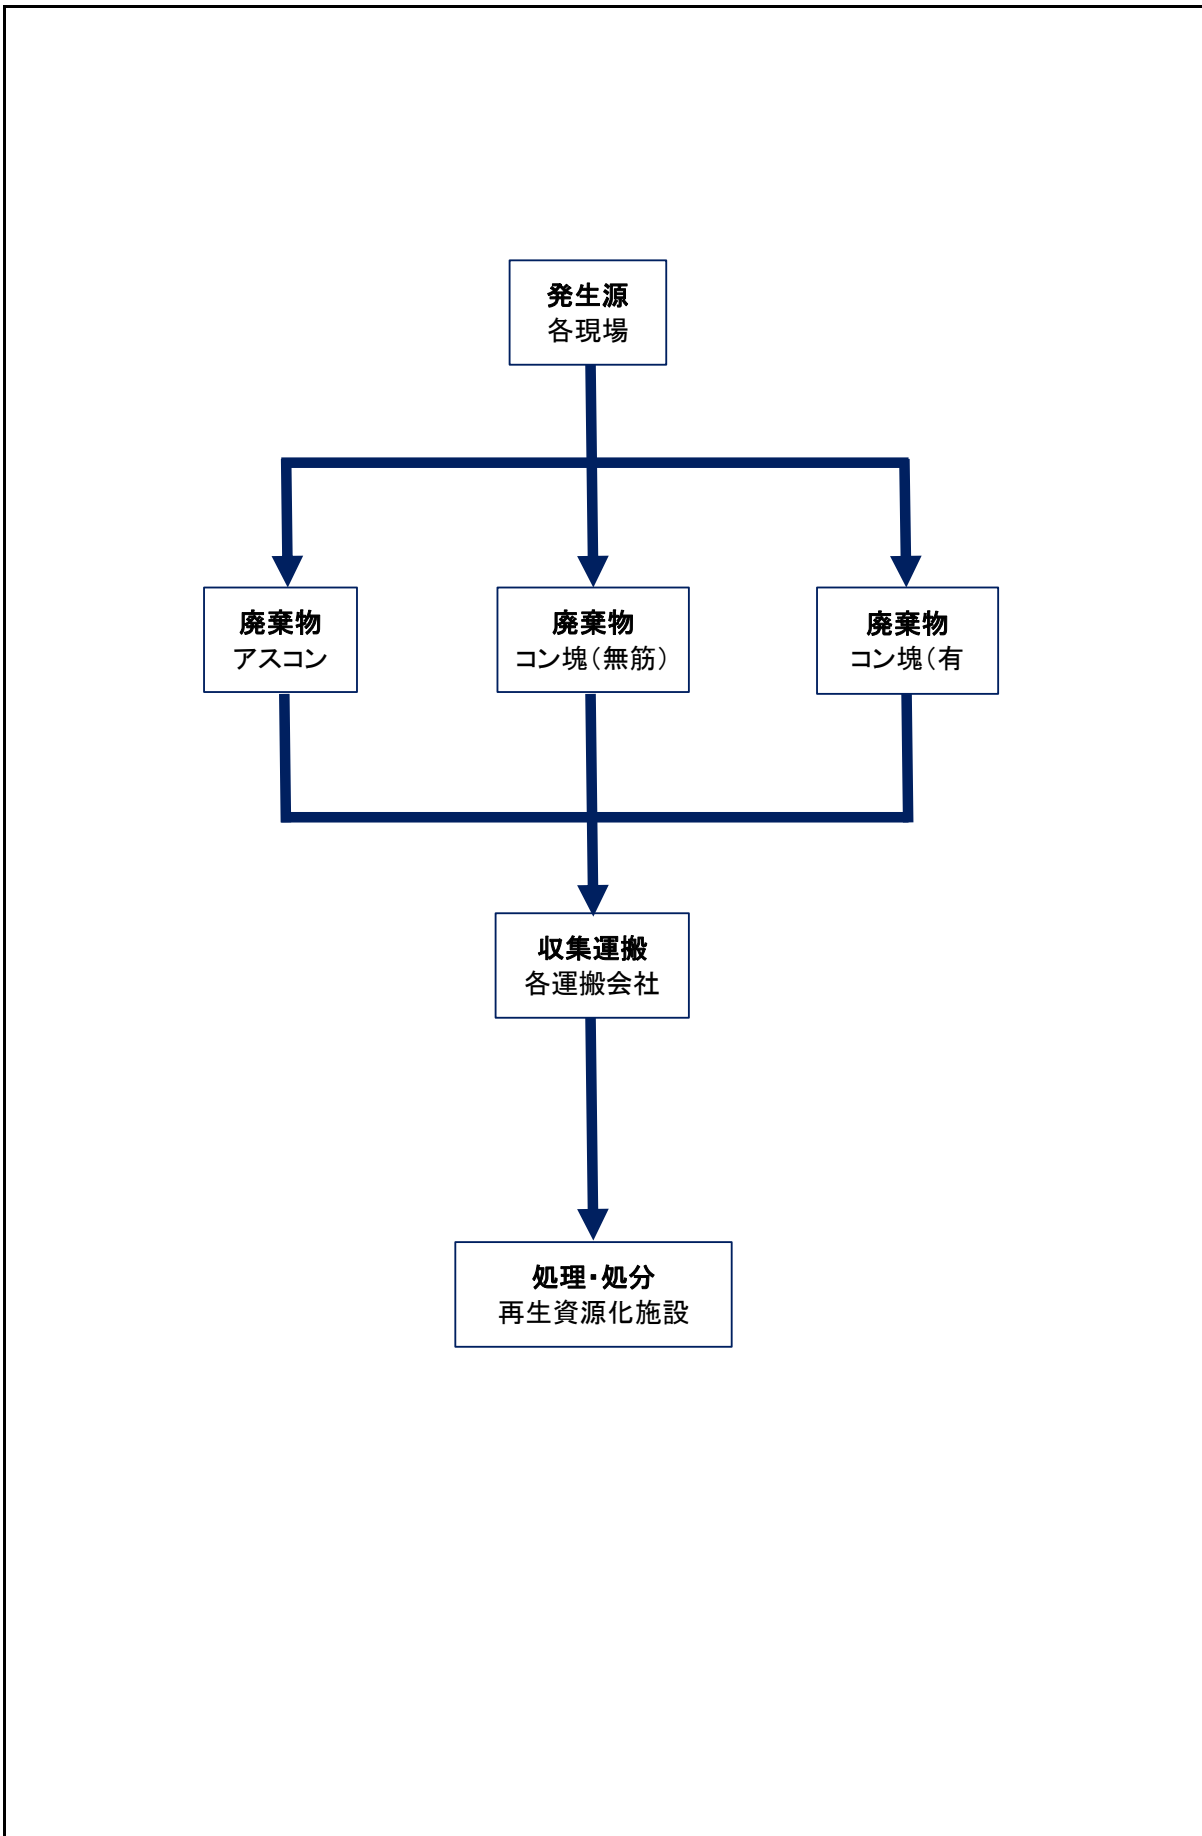 発生源
各現場
廃棄物
アスコン
廃棄物
コン塊(無筋)
廃棄物
コン塊(有
収集運搬
各運搬会社
処理・処分
再生資源化施設